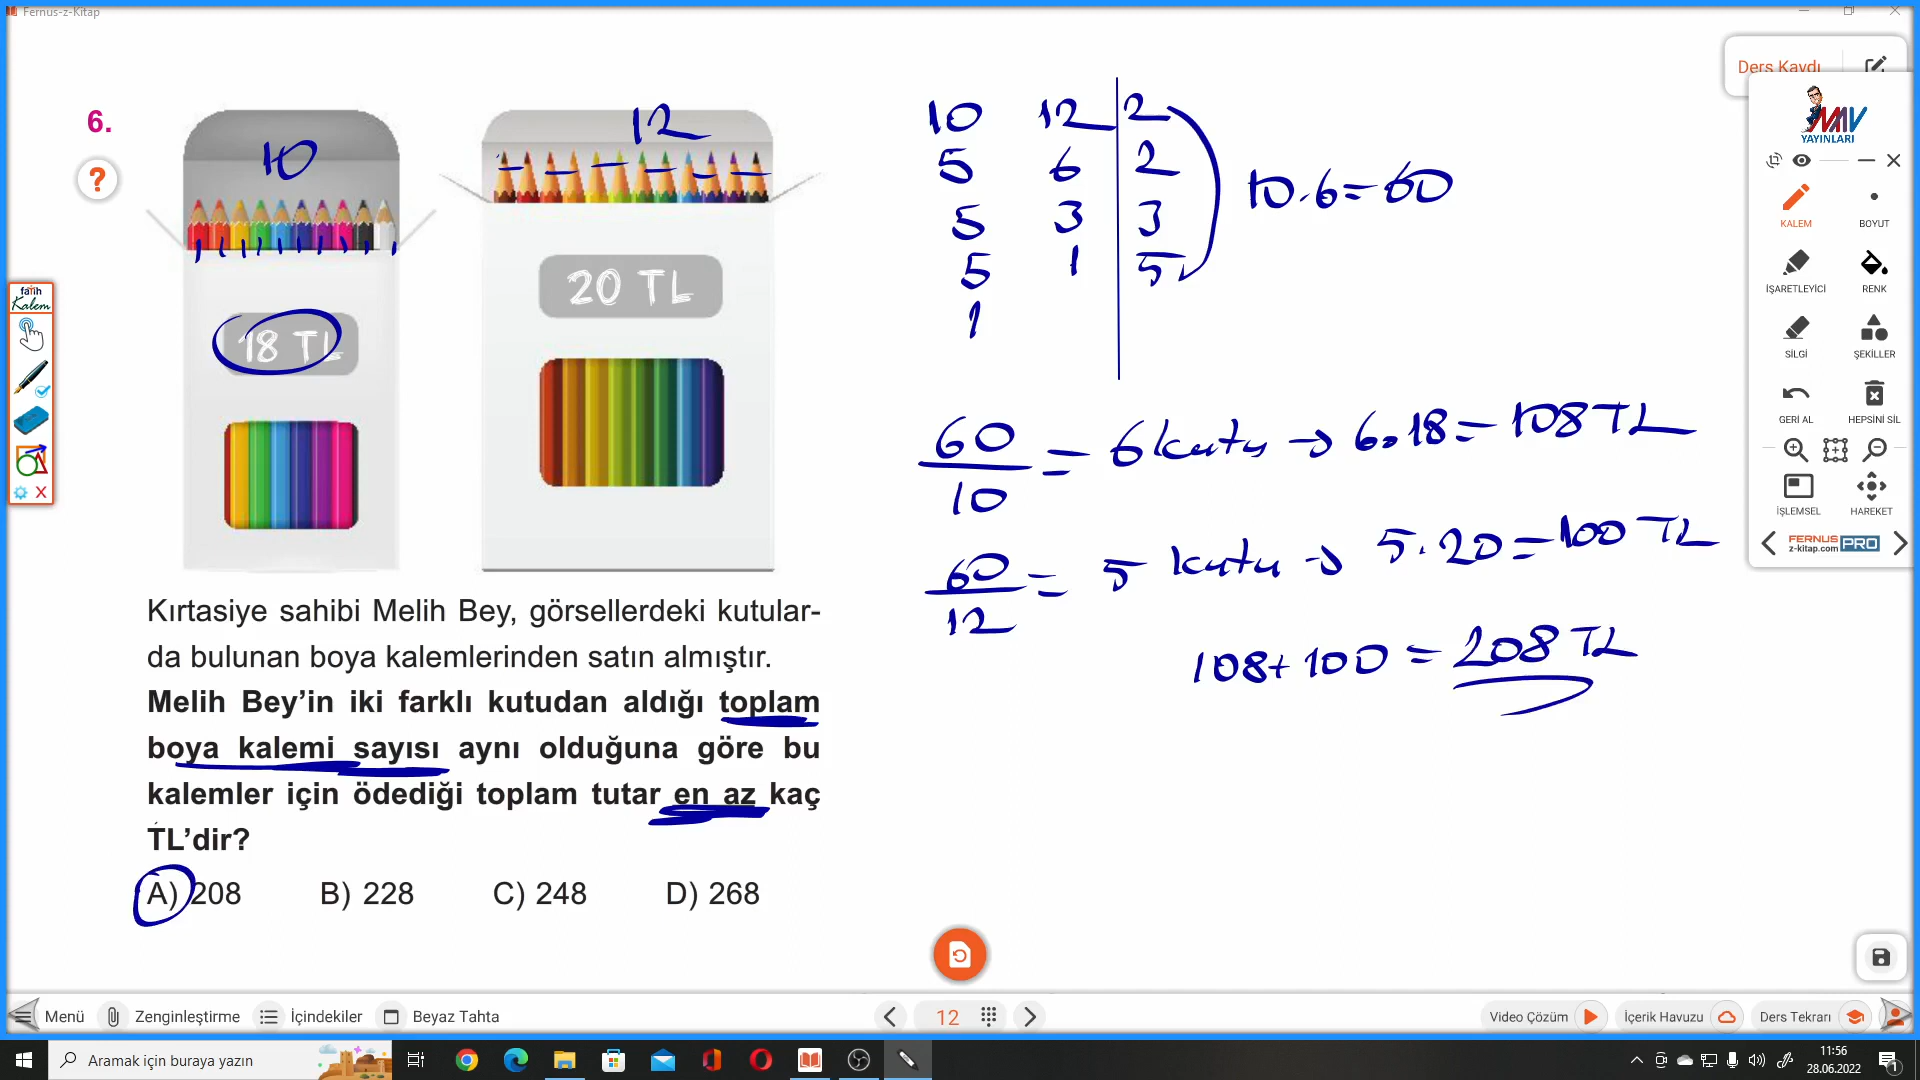 Fernus-z-Kitap
Ders Kaydı
6.
10
12
18 TL
20 TL
10 12 2
5 6 2
5 3 3
5 1 5
1
10.6=60
60/10 = 6 kutu → 6.18=108 TL
60/12 = 5 kutu → 5.20=100 TL
108+100=208 TL
Kırtasiye sahibi Melih Bey, görsellerdeki kutular-
da bulunan boya kalemlerinden satın almıştır.
Melih Bey’in iki farklı kutudan aldığı toplam
boya kalemi sayısı aynı olduğuna göre bu
kalemler için ödediği toplam tutar en az kaç
TL’dir?
A) 208 B) 228 C) 248 D) 268
fatih
Kalem
MAV
YAYINLARI
KALEM BOYUT
İŞARETLEYİCİ RENK
SİLGİ ŞEKİLLER
GERİ AL HEPSİNİ SİL
İŞLEMSEL HAREKET
FERNUS
z-kitap.com PRO
Menü Zenginleştirme İçindekiler Beyaz Tahta 12 Video Çözüm İçerik Havuzu Ders Tekrarı
Aramak için buraya yazın
11:56
28.06.2022
1